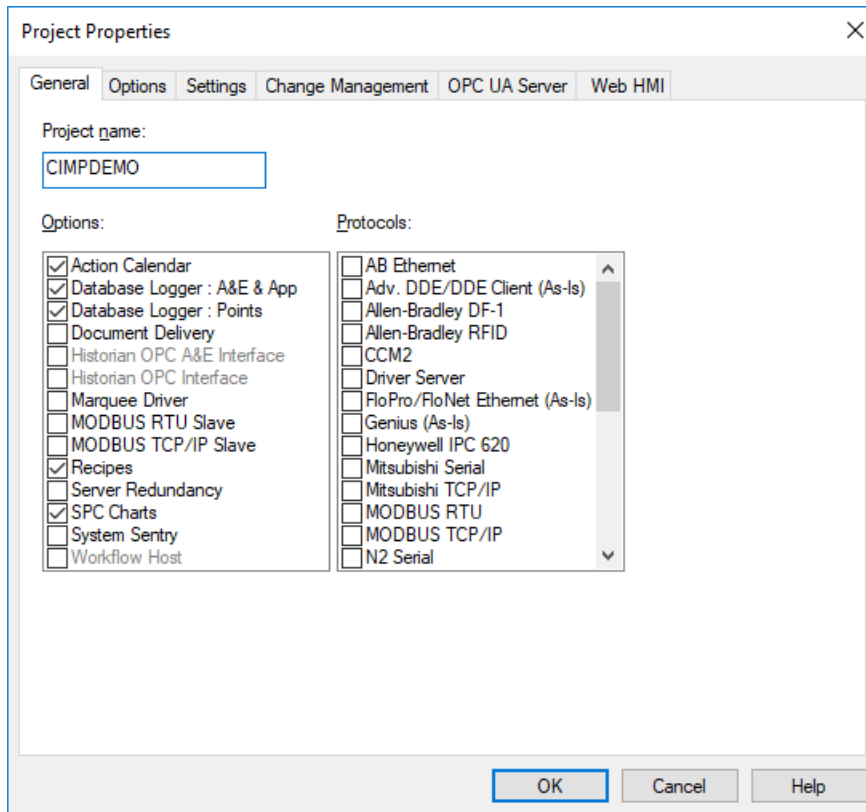 Project Properties
General Options Settings Change Management OPC UA Server Web HMI
Project name:
CIMPDEMO
Options:
Action Calendar
Database Logger : A&E & App
Database Logger : Points
Document Delivery
Historian OPC A&E Interface
Historian OPC Interface
Marquee Driver
MODBUS RTU Slave
MODBUS TCP/IP Slave
Recipes
Server Redundancy
SPC Charts
System Sentry
Workflow Host
Protocols:
AB Ethernet
Adv. DDE/DDE Client (As-Is)
Allen-Bradley DF-1
Allen-Bradley RFID
CCM2
Driver Server
FloPro/FloNet Ethernet (As-Is)
Genius (As-Is)
Honeywell IPC 620
Mitsubishi Serial
Mitsubishi TCP/IP
MODBUS RTU
MODBUS TCP/IP
N2 Serial
OK Cancel Help